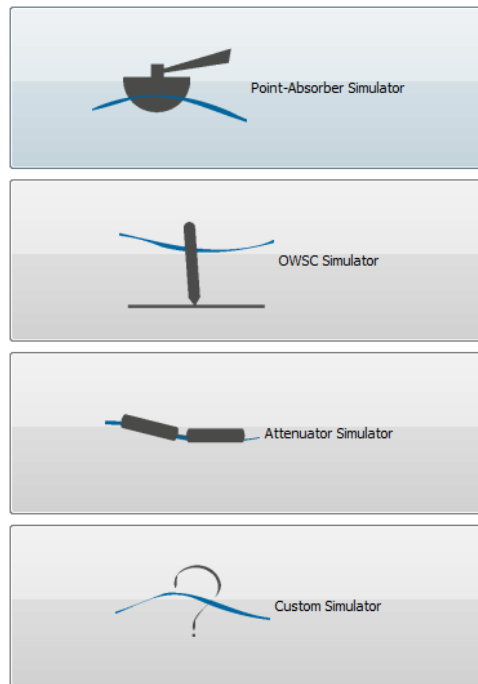 Point-Absorber Simulator
OWSC Simulator
Attenuator Simulator
Custom Simulator